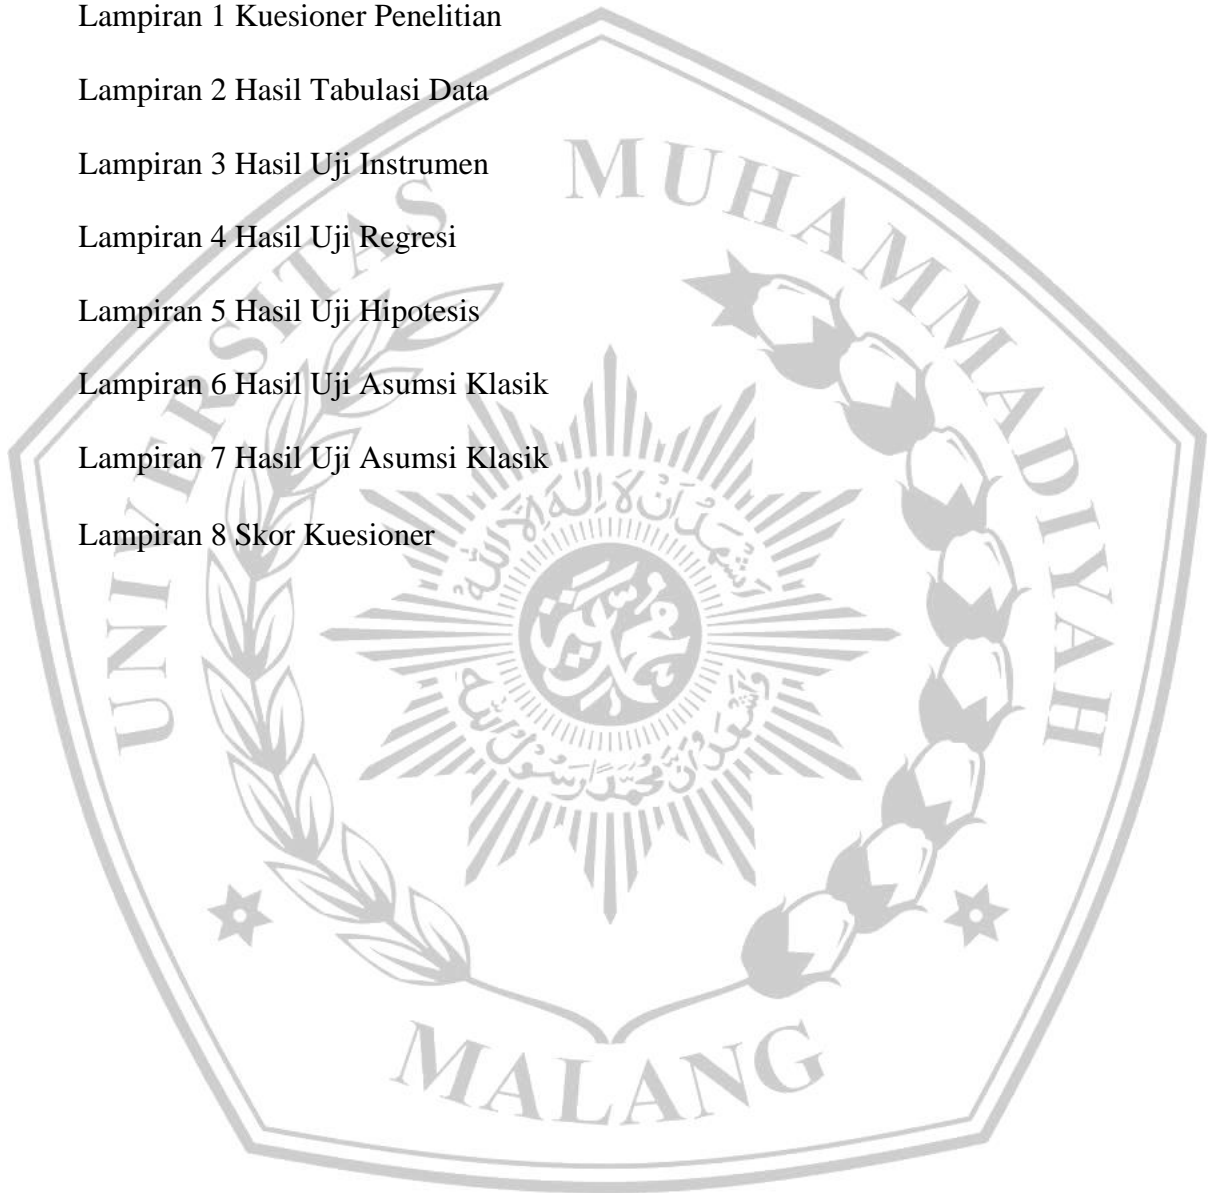 Lampiran 1 Kuesioner Penelitian
Lampiran 2 Hasil Tabulasi Data
Lampiran 3 Hasil Uji Instrumen
Lampiran 4 Hasil Uji Regresi
Lampiran 5 Hasil Uji Hipotesis
Lampiran 6 Hasil Uji Asumsi Klasik
Lampiran 7 Hasil Uji Asumsi Klasik
Lampiran 8 Skor Kuesioner
UNIVERSITAS MUHAMMADIYAH
MALANG